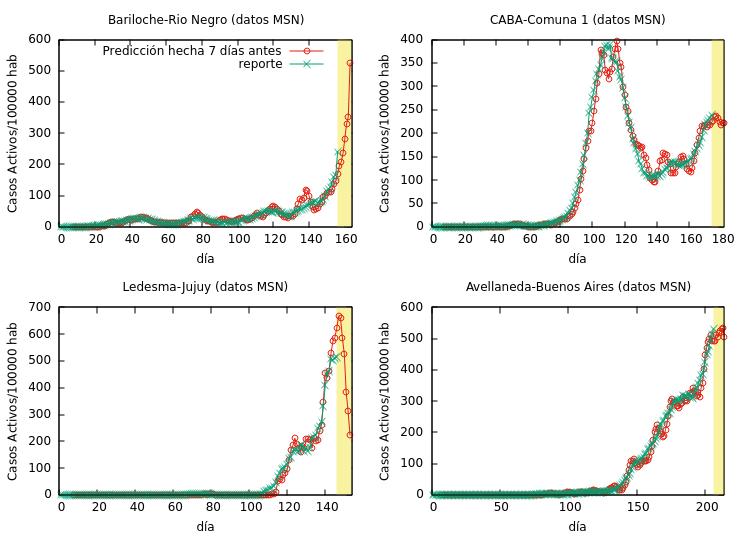 Bariloche-Rio Negro (datos MSN)
Casos Activos/100000 hab
600
500
400
300
200
100
0
Predicción hecha 7 días antes
reporte
0 20 40 60 80 100 120 140 160
día
CABA-Comuna 1 (datos MSN)
Casos Activos/100000 hab
400
350
300
250
200
150
100
50
0
0 20 40 60 80 100 120 140 160 180
día
Ledesma-Jujuy (datos MSN)
Casos Activos/100000 hab
700
600
500
400
300
200
100
0
0 20 40 60 80 100 120 140
día
Avellaneda-Buenos Aires (datos MSN)
Casos Activos/100000 hab
600
500
400
300
200
100
0
0 50 100 150 200
día